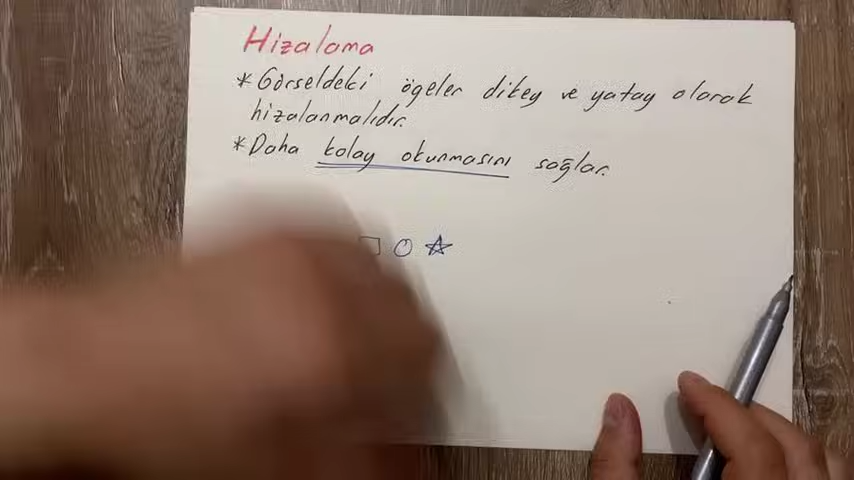 Hizalama
*Görseldeki ögeler dikey ve yatay olarak
hizalanmalıdır.
*Daha kolay okunmasını sağlar.